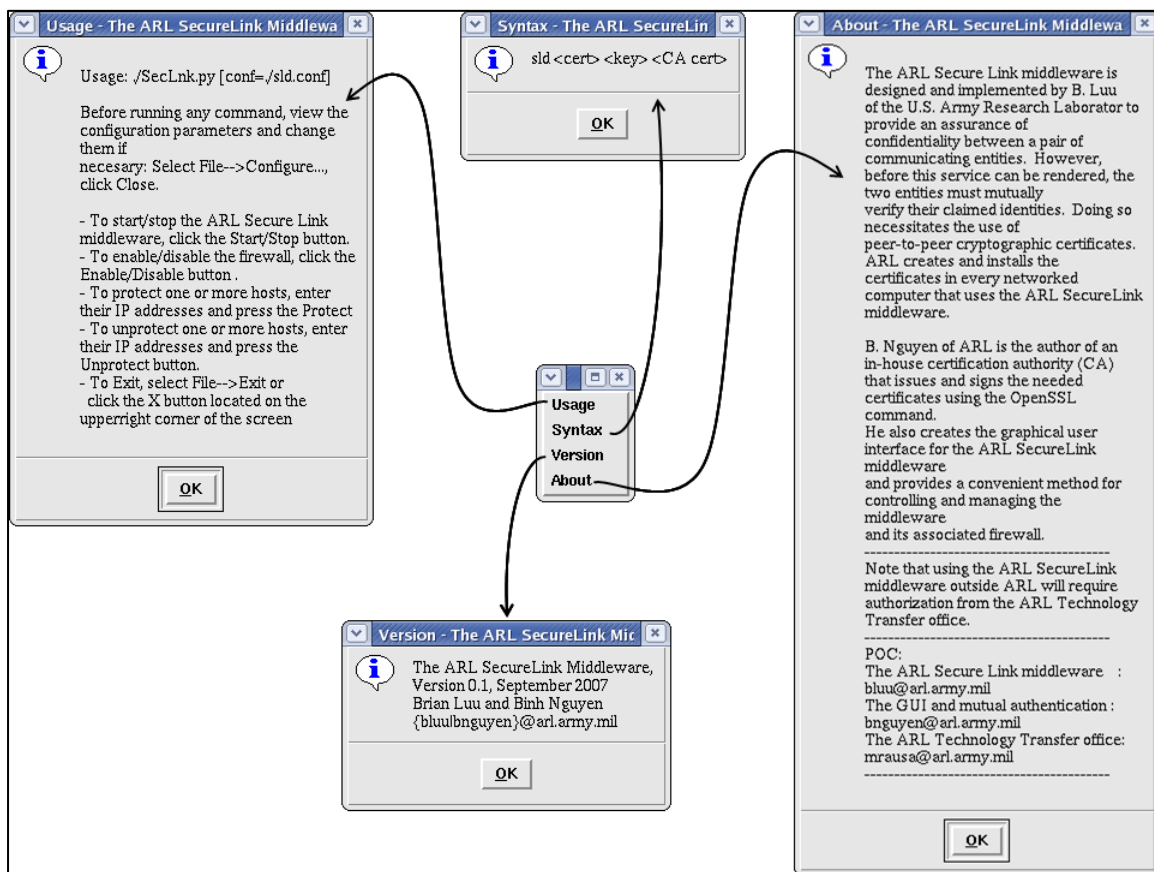 Usage - The ARL SecureLink Middlewa
Usage: ./SecLnk.py [conf=./sld.conf]
Before running any command, view the
configuration parameters and change
them if
necesary: Select File-->Configure...,
click Close.
- To start/stop the ARL Secure Link
middleware, click the Start/Stop button.
- To enable/disable the firewall, click the
Enable/Disable button .
- To protect one or more hosts, enter
their IP addresses and press the Protect
- To unprotect one or more hosts, enter
their IP addresses and press the
Unprotect button.
- To Exit, select File-->Exit or
click the X button located on the
upperright corner of the screen
OK
Syntax - The ARL SecureLin
sld <cert> <key> <CA cert>
OK
Usage
Syntax
Version
About
Version - The ARL SecureLink Mic
The ARL SecureLink Middleware,
Version 0.1, September 2007
Brian Luu and Binh Nguyen
{bluu|bnguyen}@arl.army.mil
OK
About - The ARL SecureLink Middlewa
The ARL Secure Link middleware is
designed and implemented by B. Luu
of the U.S. Army Research Laborator to
provide an assurance of
confidentiality between a pair of
communicating entities. However,
before this service can be rendered, the
two entities must mutually
verify their claimed identities. Doing so
necessitates the use of
peer-to-peer cryptographic certificates.
ARL creates and installs the
certificates in every networked
computer that uses the ARL SecureLink
middleware.
B. Nguyen of ARL is the author of an
in-house certification authority (CA)
that issues and signs the needed
certificates using the OpenSSL
command.
He also creates the graphical user
interface for the ARL SecureLink
middleware
and provides a convenient method for
controlling and managing the
middleware
and its associated firewall.
-----------------------------------------
Note that using the ARL SecureLink
middleware outside ARL will require
authorization from the ARL Technology
Transfer office.
-----------------------------------------
POC:
The ARL Secure Link middleware :
bluu@arl.army.mil
The GUI and mutual authentication :
bnguyen@arl.army.mil
The ARL Technology Transfer office:
mrausa@arl.army.mil
-----------------------------------------
OK